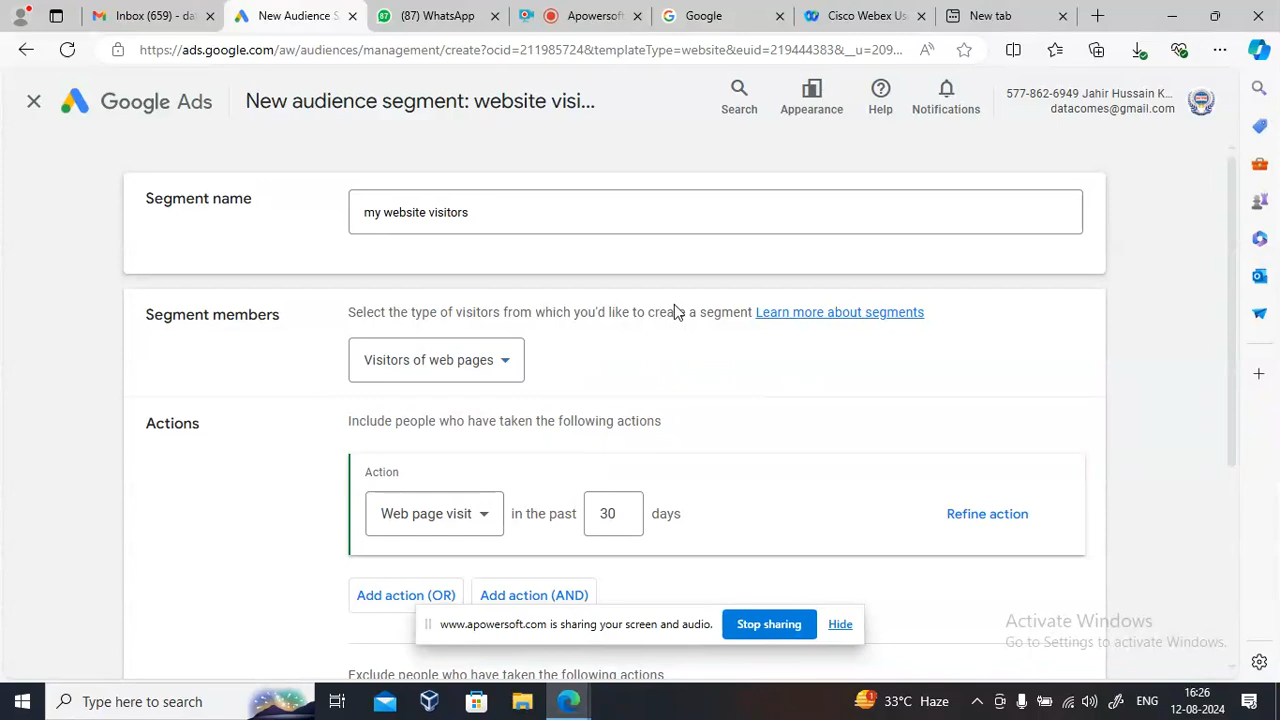 Inbox (659) - da
New Audience S
(87) WhatsApp
Apowersoft
Google
Cisco Webex Us
New tab
https://ads.google.com/aw/audiences/management/create?ocid=211985724&templateType=website&euid=219444383&__u=209...
Google Ads
New audience segment: website visi...
Search
Appearance
Help
Notifications
577-862-6949 Jahir Hussain K...
datacomes@gmail.com
Segment name
my website visitors
Segment members
Select the type of visitors from which you'd like to create a segment Learn more about segments
Visitors of web pages
Actions
Include people who have taken the following actions
Action
Web page visit in the past 30 days
Refine action
Add action (OR) Add action (AND)
www.apowersoft.com is sharing your screen and audio. Stop sharing Hide
Activate Windows
Go to Settings to activate Windows.
Exclude people who have taken the following actions
Type here to search
1
33°C Haze
ENG
16:26
12-08-2024